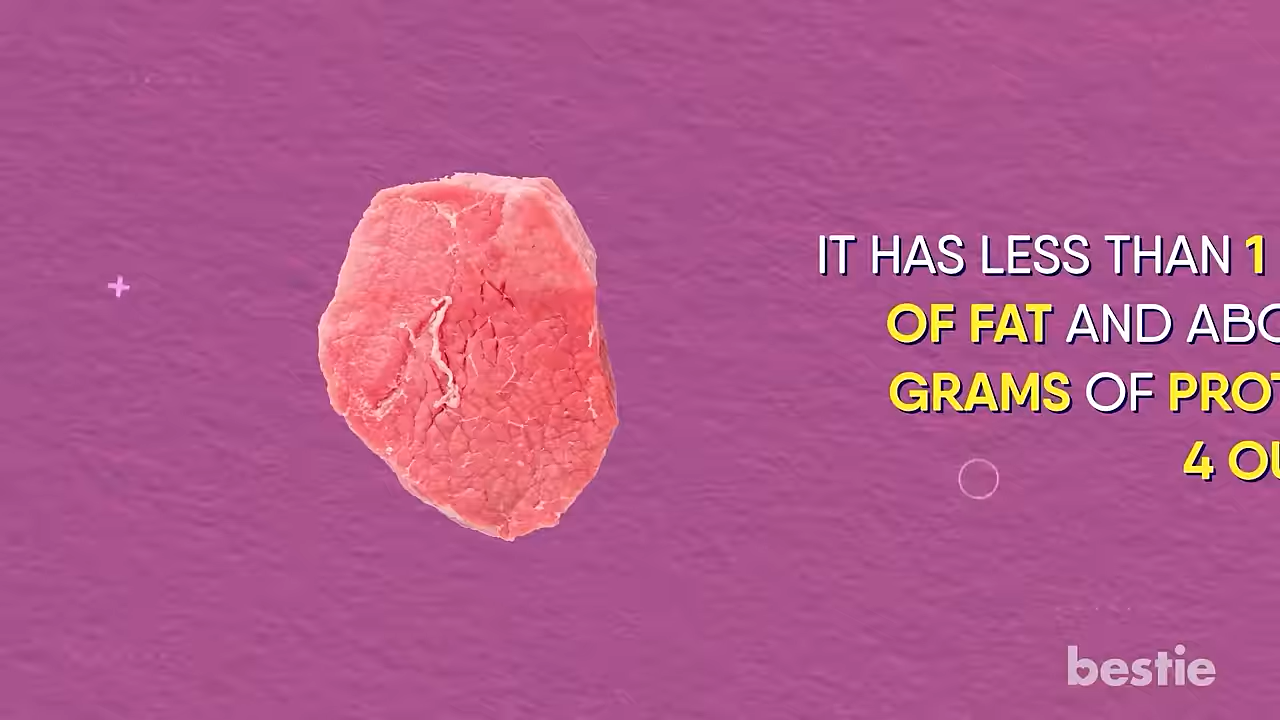 IT HAS LESS THAN 1
OF FAT AND
GRAMS OF
4
bestie